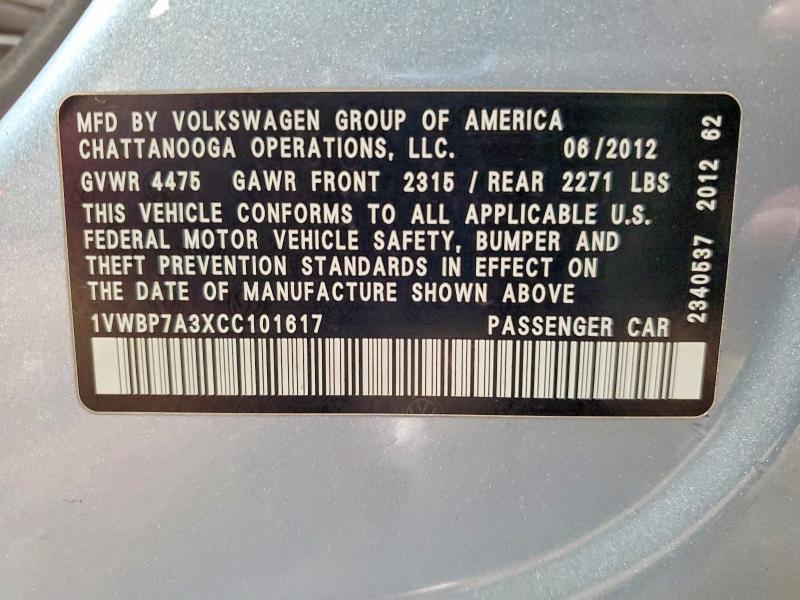 MFD BY VOLKSWAGEN GROUP OF AMERICA
CHATTANOOGA OPERATIONS, LLC. 06/2012
GVWR 4475 GAWR FRONT 2315 / REAR 2271 LBS
THIS VEHICLE CONFORMS TO ALL APPLICABLE U.S.
FEDERAL MOTOR VEHICLE SAFETY, BUMPER AND
THEFT PREVENTION STANDARDS IN EFFECT ON
THE DATE OF MANUFACTURE SHOWN ABOVE
1VWBP7A3XCC101617 PASSENGER CAR
2340537 2012 62